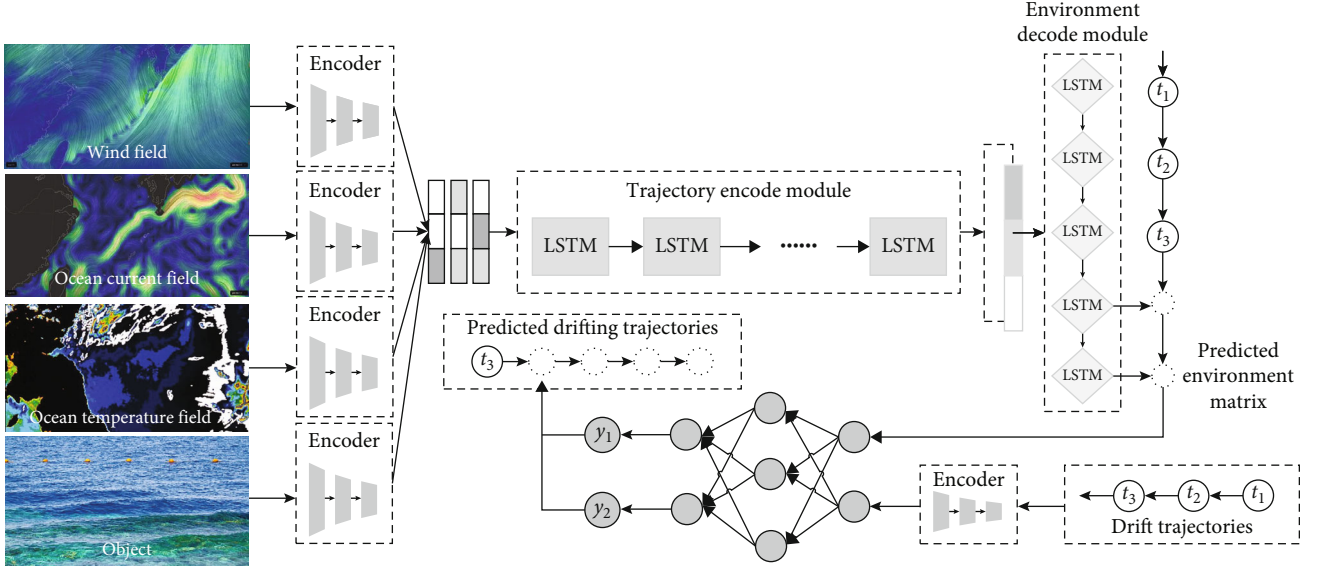 Wind field
Ocean current field
Ocean temperature field
Object
Encoder
Encoder
Encoder
Encoder
Trajectory encode module
LSTM
LSTM
......
LSTM
Environment
decode module
LSTM
LSTM
LSTM
LSTM
LSTM
t1
t2
t3
Predicted
environment
matrix
Predicted drifting trajectories
t3
y1
y2
Encoder
t3
t2
t1
Drift trajectories